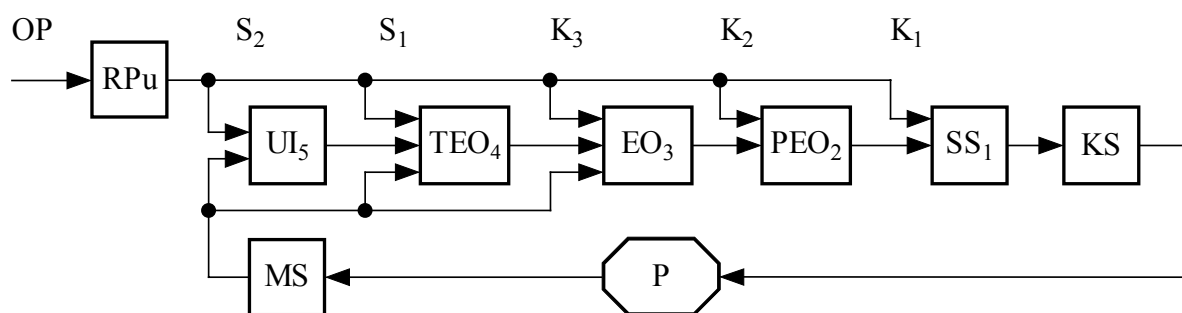 OP S₂ S₁ K₃ K₂ K₁
RPu
UI₅ TEO₄ EO₃ PEO₂ SS₁ KS
MS P